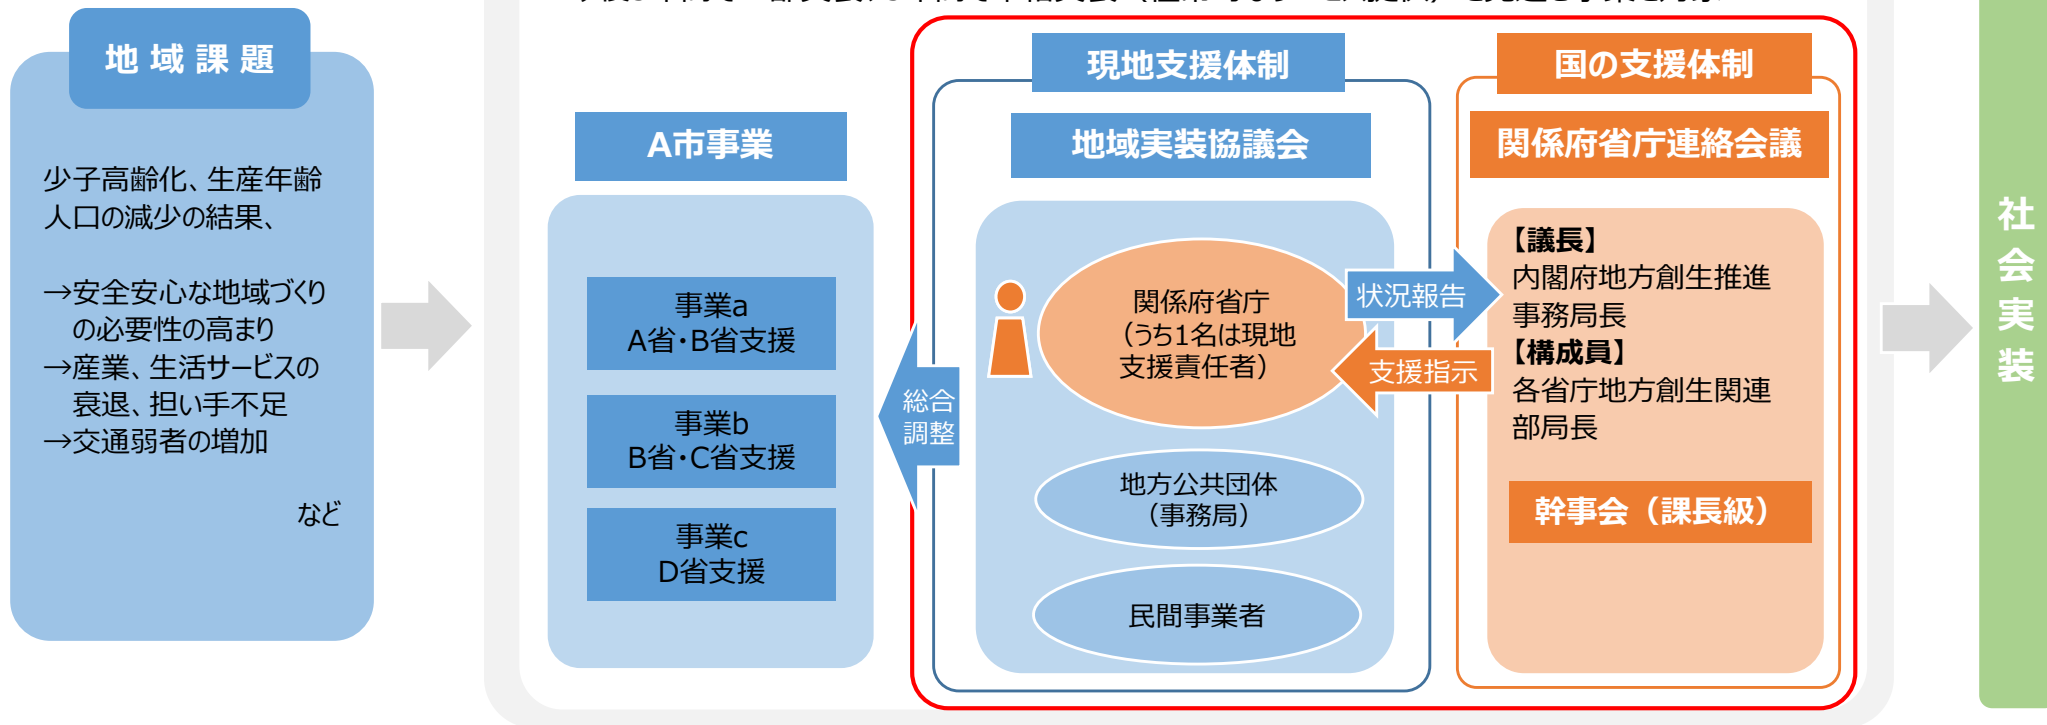 地域課題
少子高齢化、生産年齢
人口の減少の結果、
→安全安心な地域づくり
の必要性の高まり
→産業、生活サービスの
衰退、担い手不足
→交通弱者の増加
など
A市事業
事業a
A省・B省支援
事業b
B省・C省支援
事業c
D省支援
総合
調整
現地支援体制
地域実装協議会
関係府省庁
（うち1名は現地
支援責任者）
地方公共団体
（事務局）
民間事業者
状況報告
支援指示
国の支援体制
関係府省庁連絡会議
【議長】
内閣府地方創生推進
事務局長
【構成員】
各省庁地方創生関連
部局長
幹事会（課長級）
社会実装